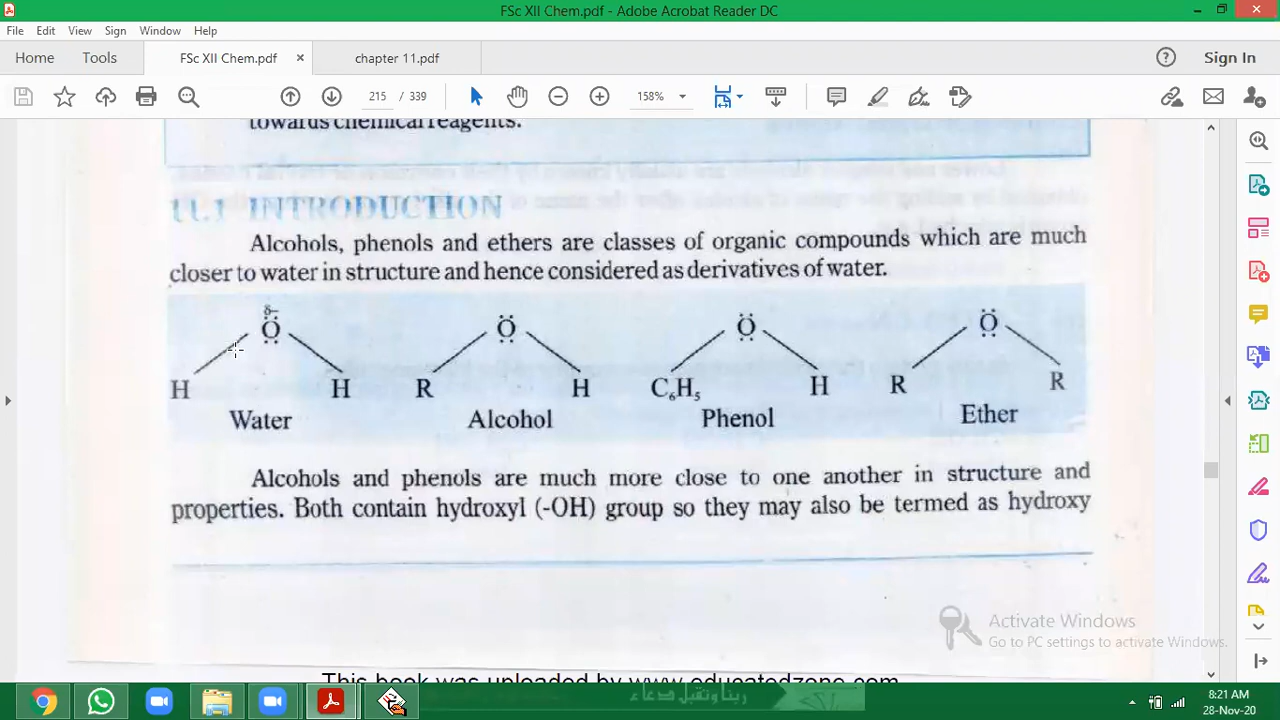 FSc XII Chem.pdf - Adobe Acrobat Reader DC
File Edit View Sign Window Help
Home Tools FSc XII Chem.pdf × chapter 11.pdf Sign In
215 / 339 158%
towards chemical reagents.
11.1 INTRODUCTION
Alcohols, phenols and ethers are classes of organic compounds which are much
closer to water in structure and hence considered as derivatives of water.
δ-
O O O O
H H R H C₆H₅ H R R
Water Alcohol Phenol Ether
Alcohols and phenols are much more close to one another in structure and
properties. Both contain hydroxyl (-OH) group so they may also be termed as hydroxy
Activate Windows
Go to PC settings to activate Windows.
This book was uploaded by www.educatedzone.com
ربنا وتقبل دعاء
8:21 AM
28-Nov-20